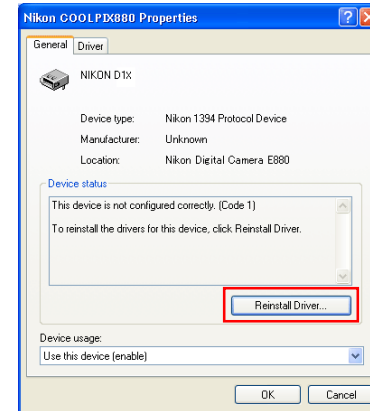 Nikon COOLPIX880 Properties
General Driver
NIKON D1X
Device type: Nikon 1394 Protocol Device
Manufacturer: Unknown
Location: Nikon Digital Camera E880
Device status
This device is not configured correctly. (Code 1)
To reinstall the drivers for this device, click Reinstall Driver.
Reinstall Driver...
Device usage:
Use this device (enable)
OK Cancel